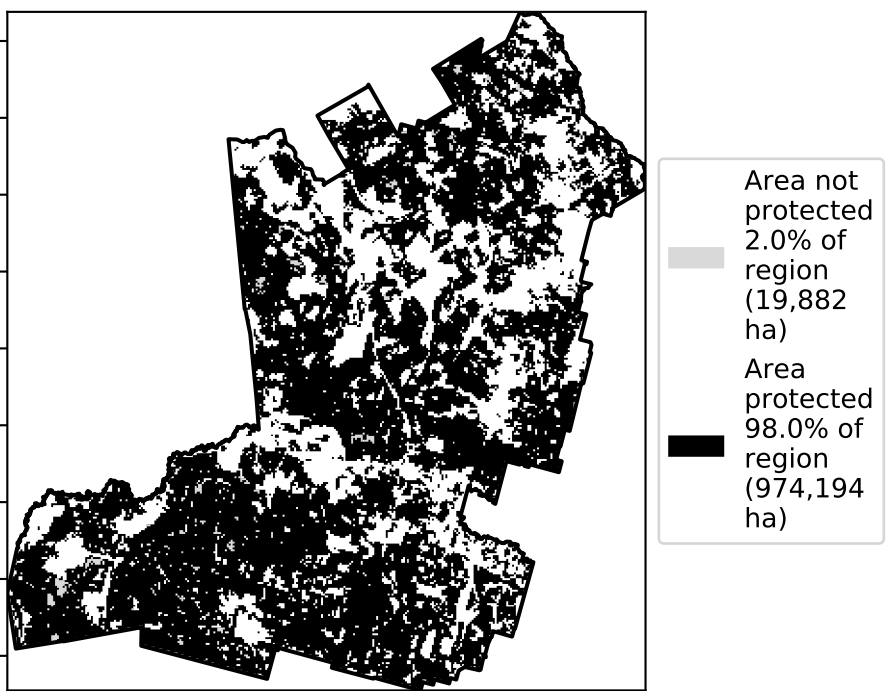 Area not
protected
2.0% of
region
(19,882
ha)
Area
protected
98.0% of
region
(974,194
ha)